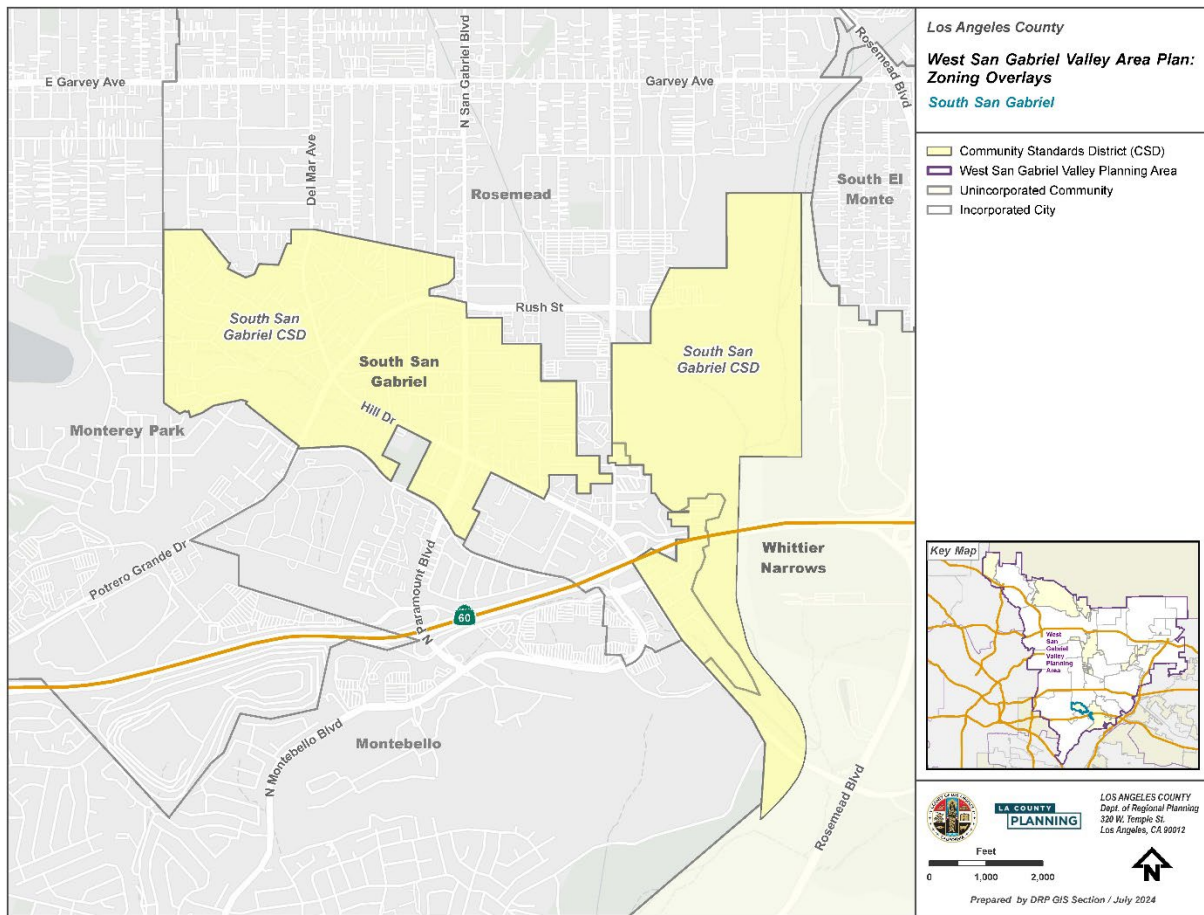 Los Angeles County
West San Gabriel Valley Area Plan:
Zoning Overlays
South San Gabriel
Community Standards District (CSD)
West San Gabriel Valley Planning Area
Unincorporated Community
Incorporated City
E Garvey Ave
Garvey Ave
N San Gabriel Blvd
Rosemead Blvd
Del Mar Ave
Rosemead
South El
Monte
Rush St
South San
Gabriel CSD
South San
Gabriel
South San
Gabriel CSD
Hill Dr
Monterey Park
Potrero Grande Dr
N Paramount Blvd
60
Whittier
Narrows
N Montebello Blvd
Montebello
Rosemead Blvd
Key Map
West
San
Gabriel
Valley
Planning
Area
LA COUNTY
PLANNING
LOS ANGELES COUNTY
Dept. of Regional Planning
320 W. Temple St.
Los Angeles, CA 90012
Feet
0 1,000 2,000
N
Prepared by DRP GIS Section / July 2024